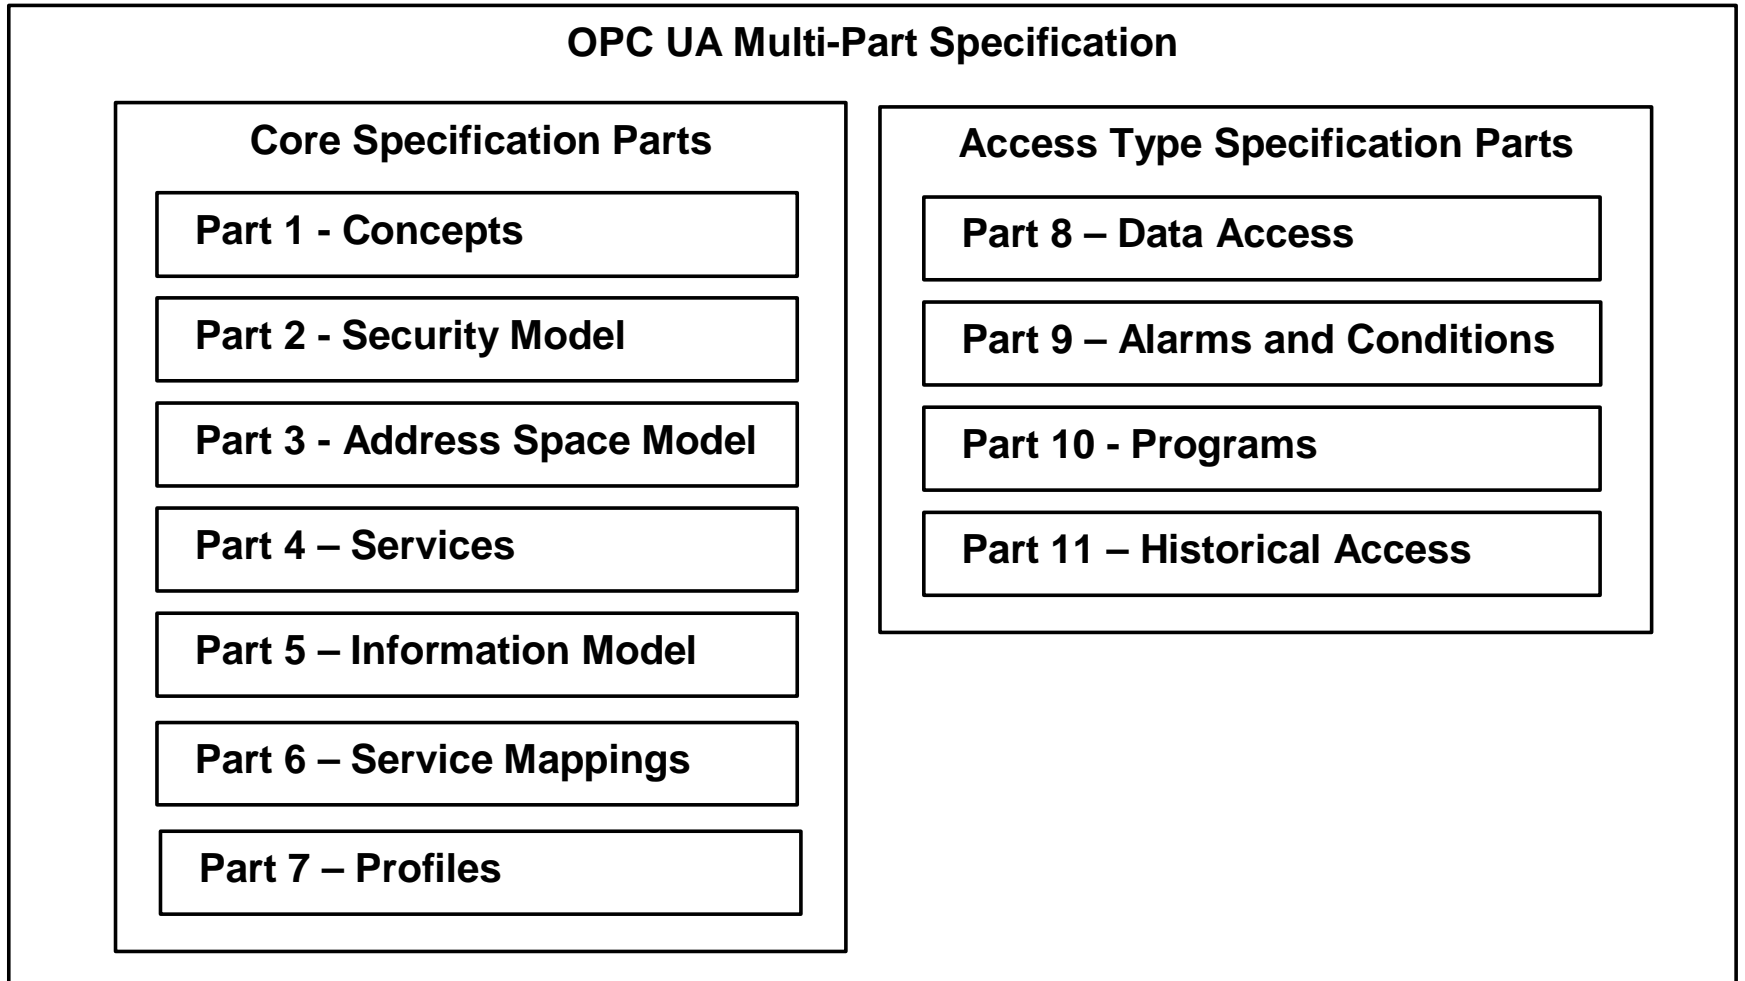 OPC UA Multi-Part Specification
Core Specification Parts
Part 1 - Concepts
Part 2 - Security Model
Part 3 - Address Space Model
Part 4 – Services
Part 5 – Information Model
Part 6 – Service Mappings
Part 7 – Profiles
Access Type Specification Parts
Part 8 – Data Access
Part 9 – Alarms and Conditions
Part 10 - Programs
Part 11 – Historical Access